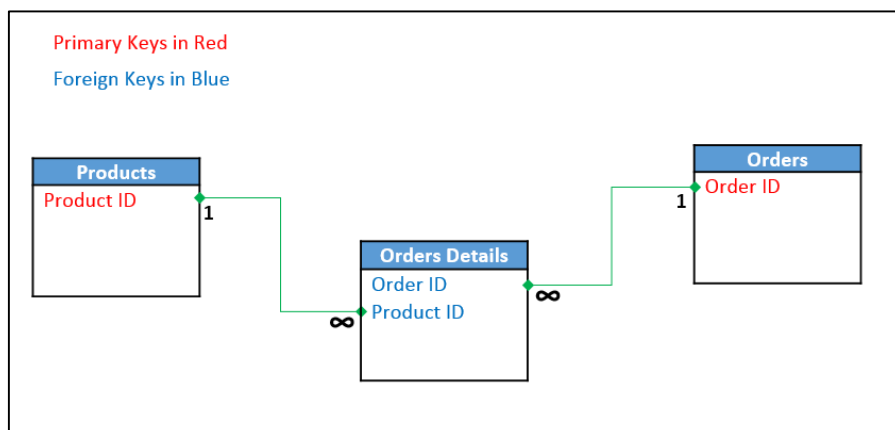 Primary Keys in Red
Foreign Keys in Blue
Products
Product ID
1
Orders
Order ID
1
Orders Details
Order ID
Product ID
∞
∞